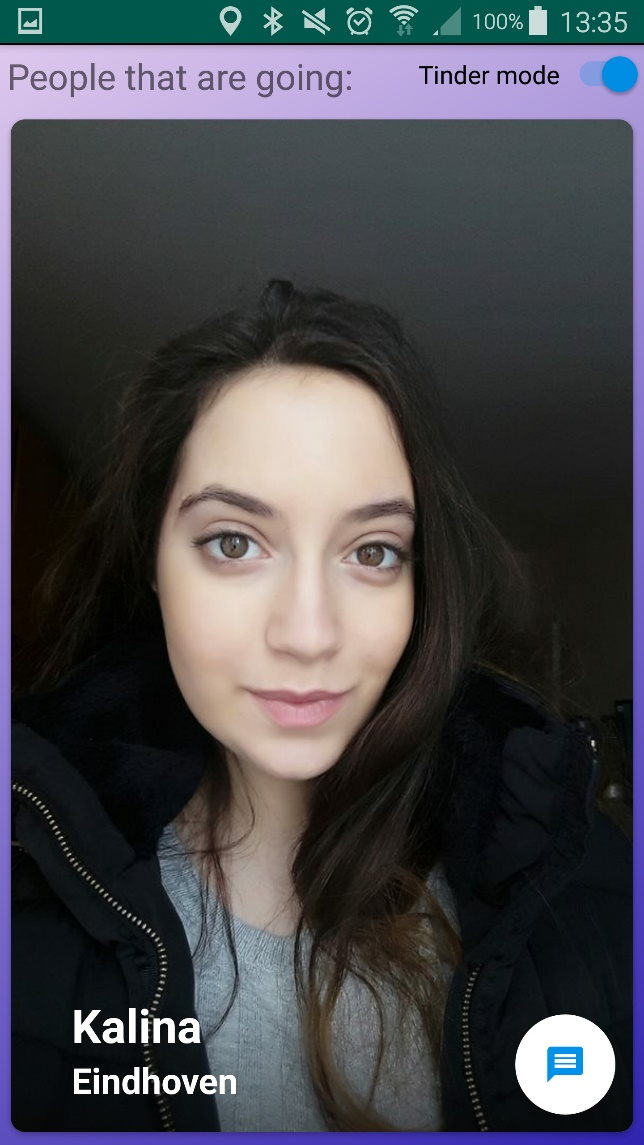 100% 13:35
People that are going: Tinder mode
Kalina
Eindhoven